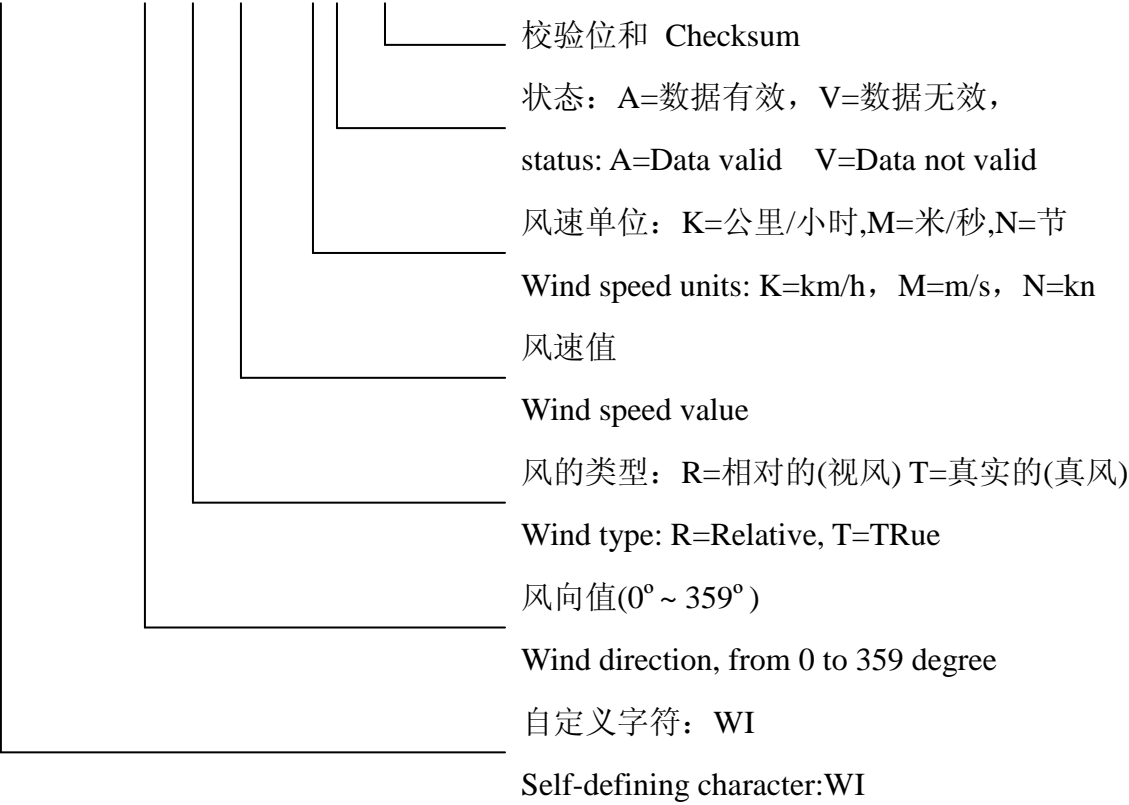 校验位和 Checksum
状态：A=数据有效，V=数据无效，
status: A=Data valid V=Data not valid
风速单位：K=公里/小时,M=米/秒,N=节
Wind speed units: K=km/h，M=m/s，N=kn
风速值
Wind speed value
风的类型：R=相对的(视风) T=真实的(真风)
Wind type: R=Relative, T=TRue
风向值(0º ~ 359º )
Wind direction, from 0 to 359 degree
自定义字符：WI
Self-defining character:WI